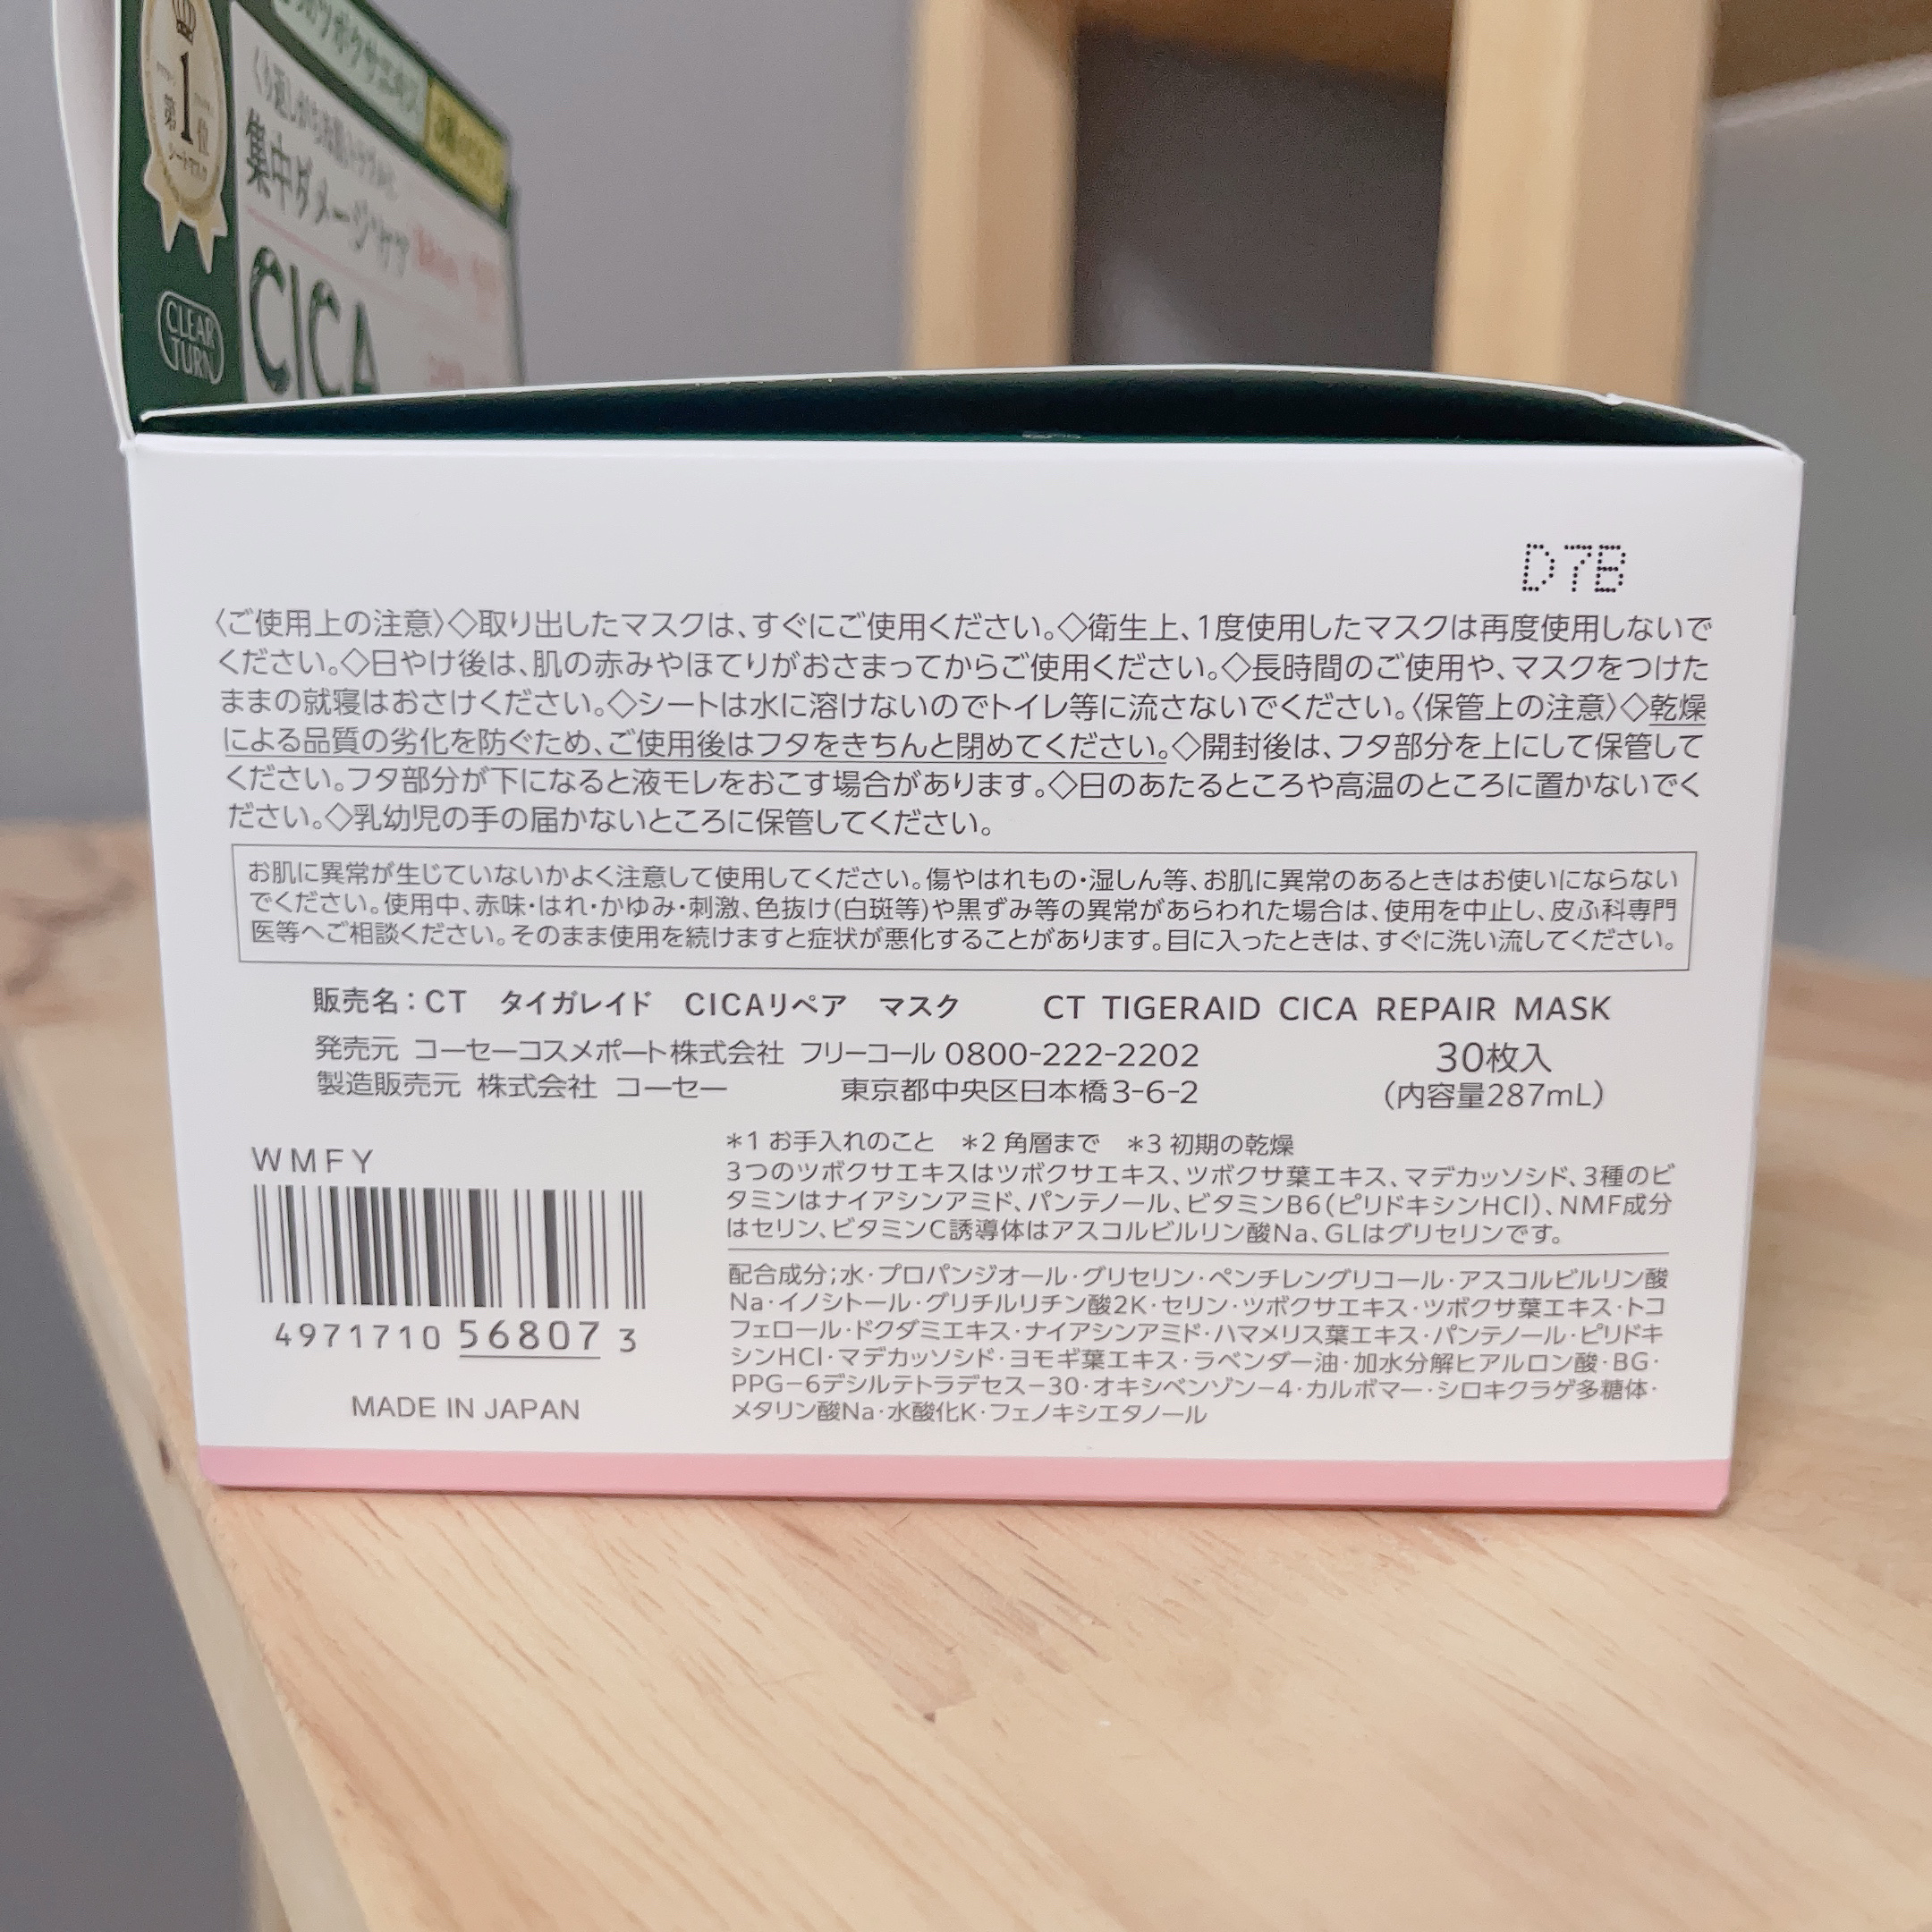 第1位
シートマスク
集中ダメージケア
CICA
CLEAR
TURN
D7B
〈ご使用上の注意〉◇取り出したマスクは、すぐにご使用ください。◇衛生上、1度使用したマスクは再度使用しないで
ください。◇日やけ後は、肌の赤みやほてりがおさまってからご使用ください。◇長時間のご使用や、マスクをつけた
ままの就寝はおさけください。◇シートは水に溶けないのでトイレ等に流さないでください。〈保管上の注意〉◇乾燥
による品質の劣化を防ぐため、ご使用後はフタをきちんと閉めてください。◇開封後は、フタ部分を上にして保管して
ください。フタ部分が下になると液モレをおこす場合があります。◇日のあたるところや高温のところに置かないでく
ださい。◇乳幼児の手の届かないところに保管してください。
お肌に異常が生じていないかよく注意して使用してください。傷やはれもの・湿しん等、お肌に異常のあるときはお使いにならない
でください。使用中、赤味・はれ・かゆみ・刺激、色抜け(白斑等)や黒ずみ等の異常があらわれた場合は、使用を中止し、皮ふ科専門
医等へご相談ください。そのまま使用を続けますと症状が悪化することがあります。目に入ったときは、すぐに洗い流してください。
販売名：CT タイガレイド CICAリペア マスク CT TIGERAID CICA REPAIR MASK
発売元 コーセーコスメポート株式会社 フリーコール 0800-222-2202 30枚入
製造販売元 株式会社 コーセー 東京都中央区日本橋3-6-2 (内容量287mL)
＊1 お手入れのこと ＊2 角層まで ＊3 初期の乾燥
3つのツボクサエキスはツボクサエキス、ツボクサ葉エキス、マデカッソシド、3種のビ
タミンはナイアシンアミド、パンテノール、ビタミンB6(ピリドキシンHCl)、NMF成分
はセリン、ビタミンC誘導体はアスコルビルリン酸Na、GLはグリセリンです。
配合成分;水・プロパンジオール・グリセリン・ペンチレングリコール・アスコルビルリン酸
Na・イノシトール・グリチルリチン酸2K・セリン・ツボクサエキス・ツボクサ葉エキス・トコ
フェロール・ドクダミエキス・ナイアシンアミド・ハマメリス葉エキス・パンテノール・ピリドキ
シンHCl・マデカッソシド・ヨモギ葉エキス・ラベンダー油・加水分解ヒアルロン酸・BG・
PPG-6デシルテトラデセス-30・オキシベンゾン-4・カルボマー・シロキクラゲ多糖体・
メタリン酸Na・水酸化K・フェノキシエタノール
WMFY
4971710 56807 3
MADE IN JAPAN